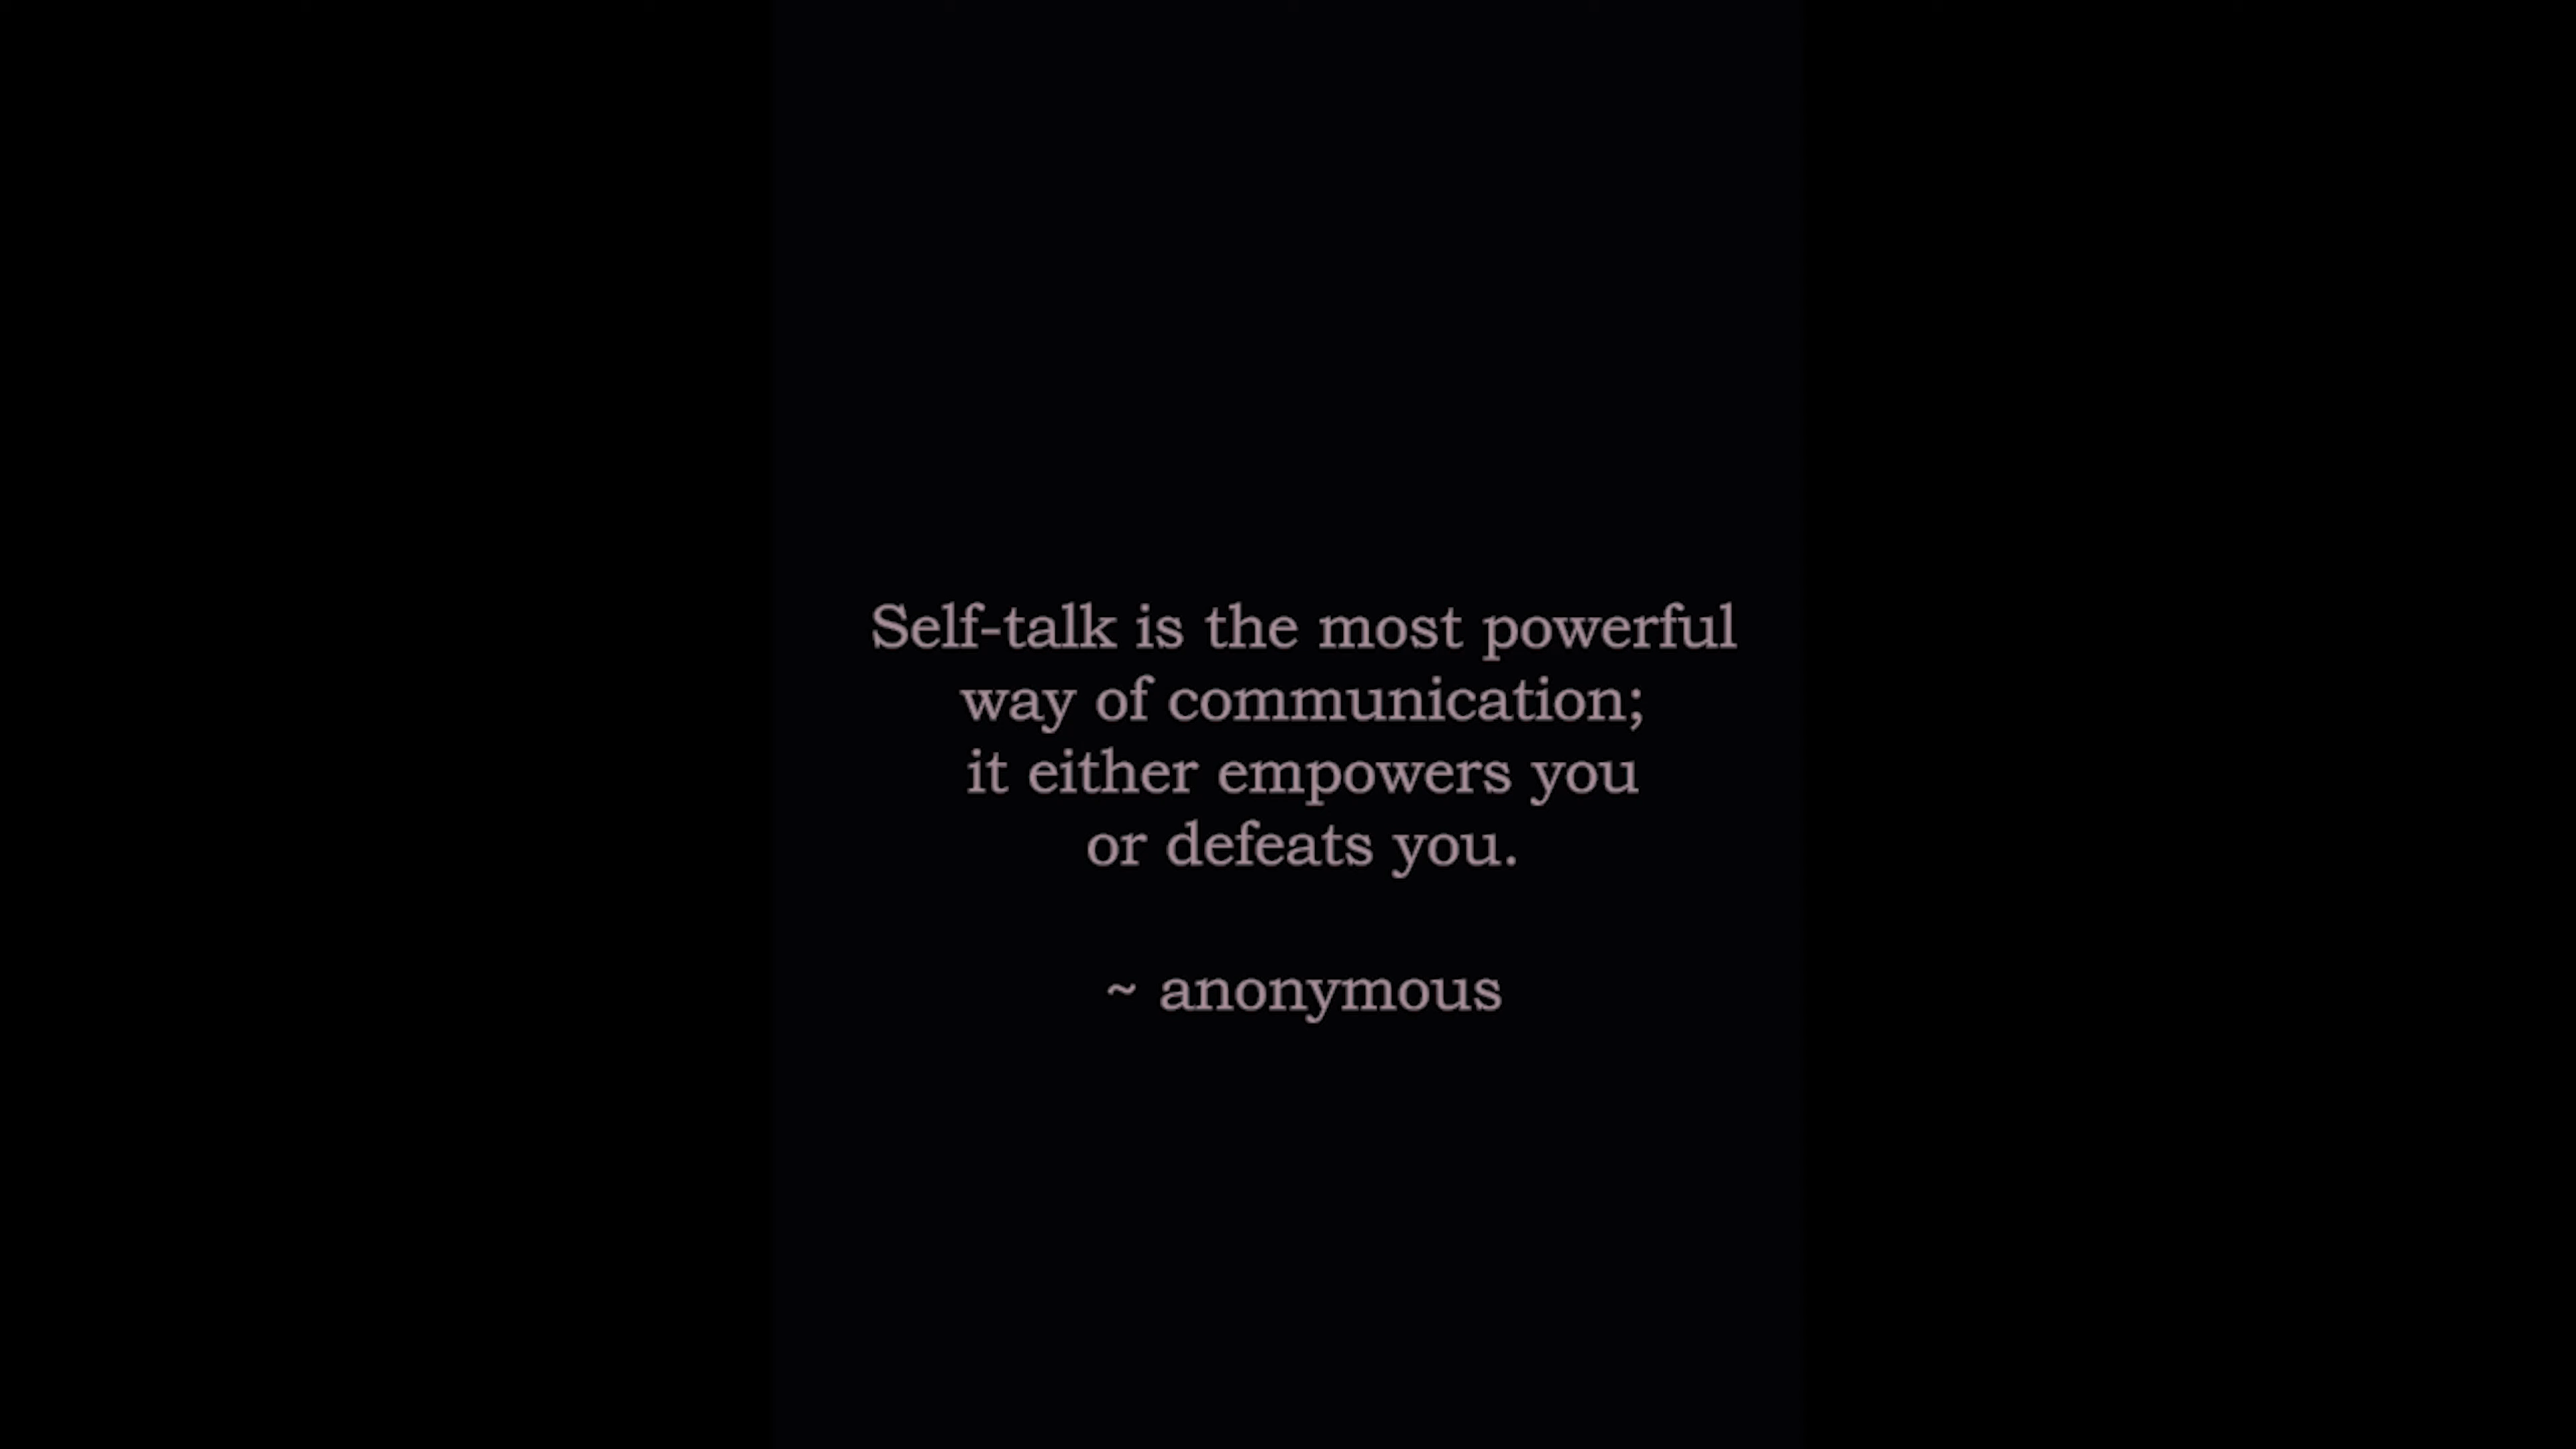 Self-talk is the most powerful
way of communication;
it either empowers you
or defeats you.
~ anonymous